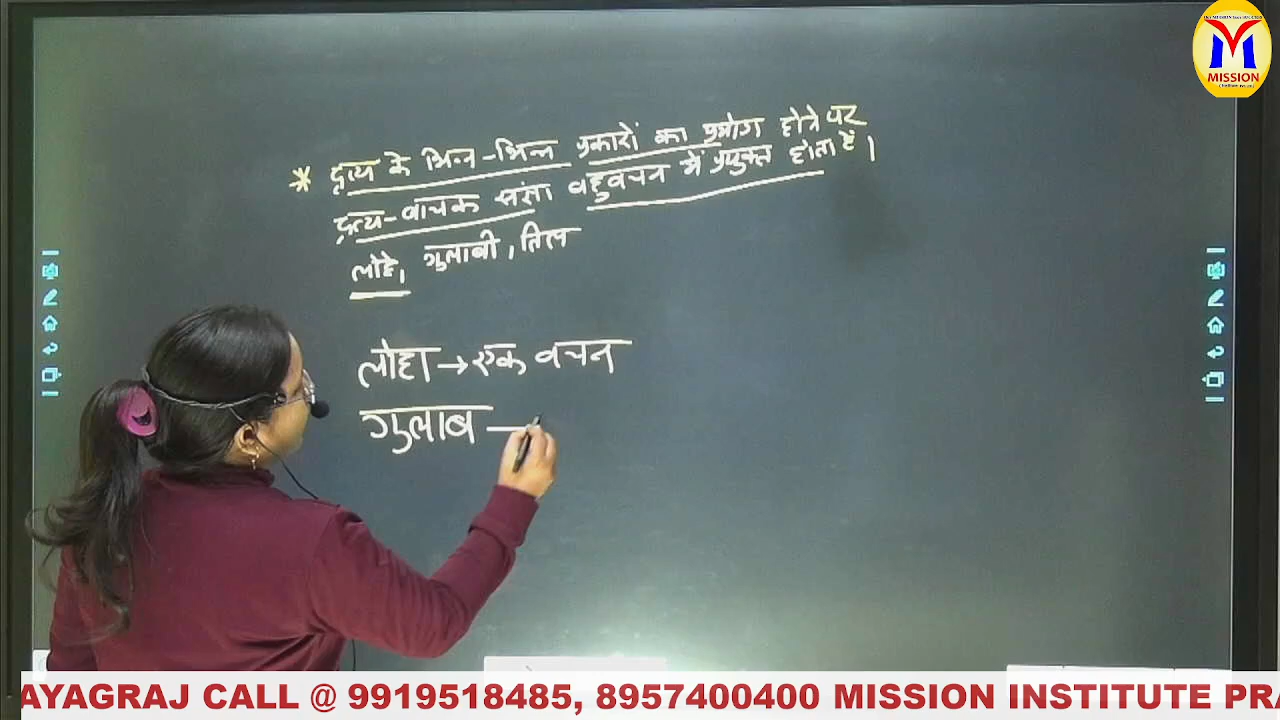 * द्रव्य के भिन्न-भिन्न प्रकारों का प्रयोग होने पर
द्रव्य-वाचक संज्ञा बहुवचन में प्रयुक्त होता है।
लोहे, गुलाबी, तिल
लोहा → एक वचन
गुलाब —
MISSION
AYAGRAJ CALL @ 9919518485, 8957400400 MISSION INSTITUTE PRA